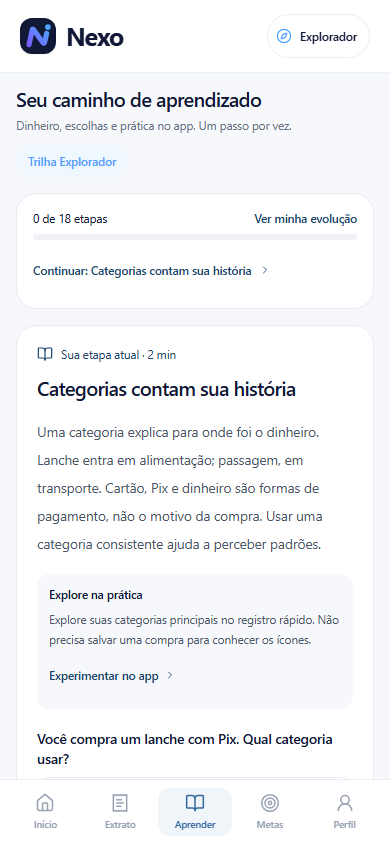 Nexo
Explorador
Seu caminho de aprendizado
Dinheiro, escolhas e prática no app. Um passo por vez.
Trilha Explorador
0 de 18 etapas
Ver minha evolução
Continuar: Categorias contam sua história
Sua etapa atual · 2 min
Categorias contam sua história
Uma categoria explica para onde foi o dinheiro.
Lanche entra em alimentação; passagem, em
transporte. Cartão, Pix e dinheiro são formas de
pagamento, não o motivo da compra. Usar uma
categoria consistente ajuda a perceber padrões.
Explore na prática
Explore suas categorias principais no registro rápido. Não
precisa salvar uma compra para conhecer os ícones.
Experimentar no app
Você compra um lanche com Pix. Qual categoria
usar?
Início
Extrato
Aprender
Metas
Perfil